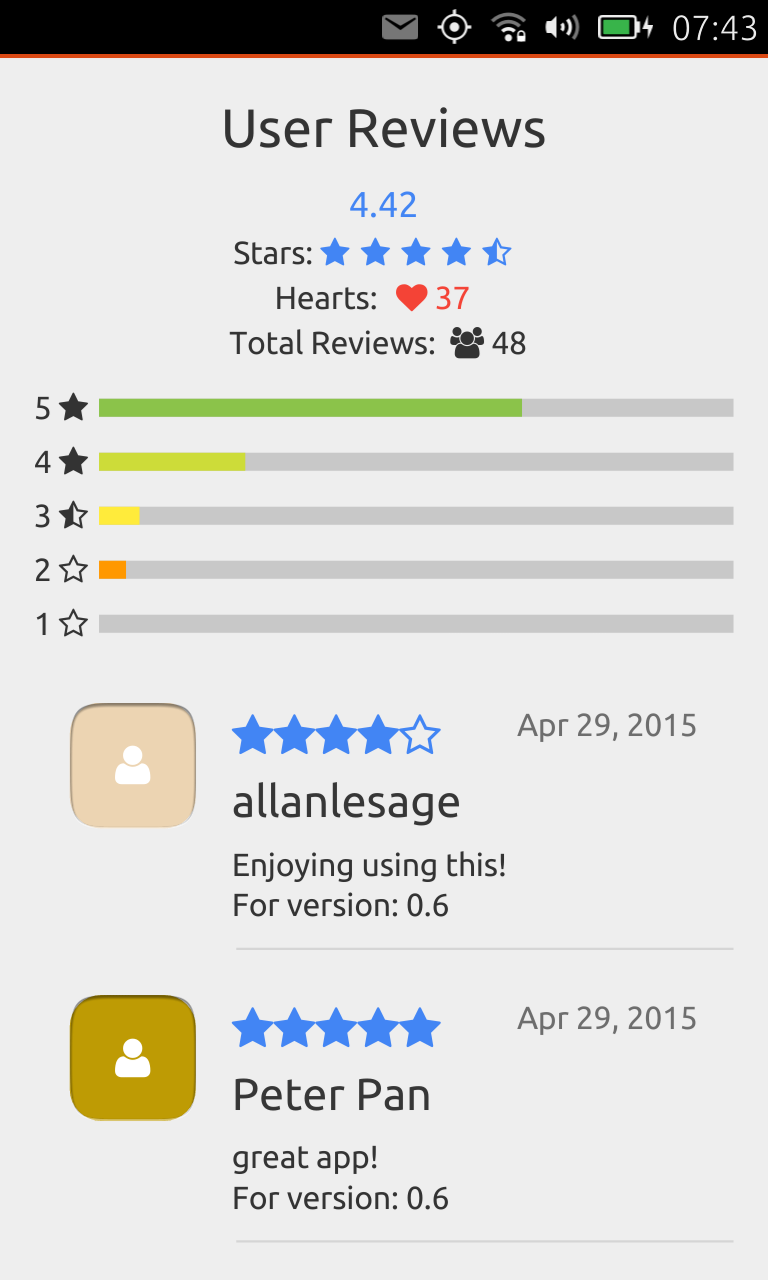 07:43
User Reviews
4.42
Stars:
Hearts: 37
Total Reviews: 48
5
4
3
2
1
Apr 29, 2015
allanlesage
Enjoying using this!
For version: 0.6
Apr 29, 2015
Peter Pan
great app!
For version: 0.6